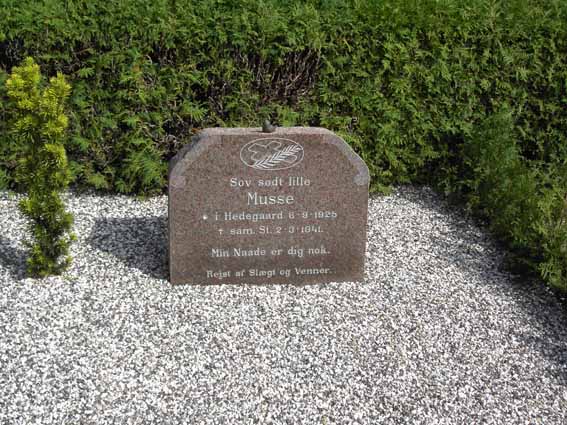 Sov sødt lille
Musse
* i Hedegaard 6-9-1925
† sam. St. 2-3-1941.
Min Naade er dig nok.
Rejst af Slægt og Venner.